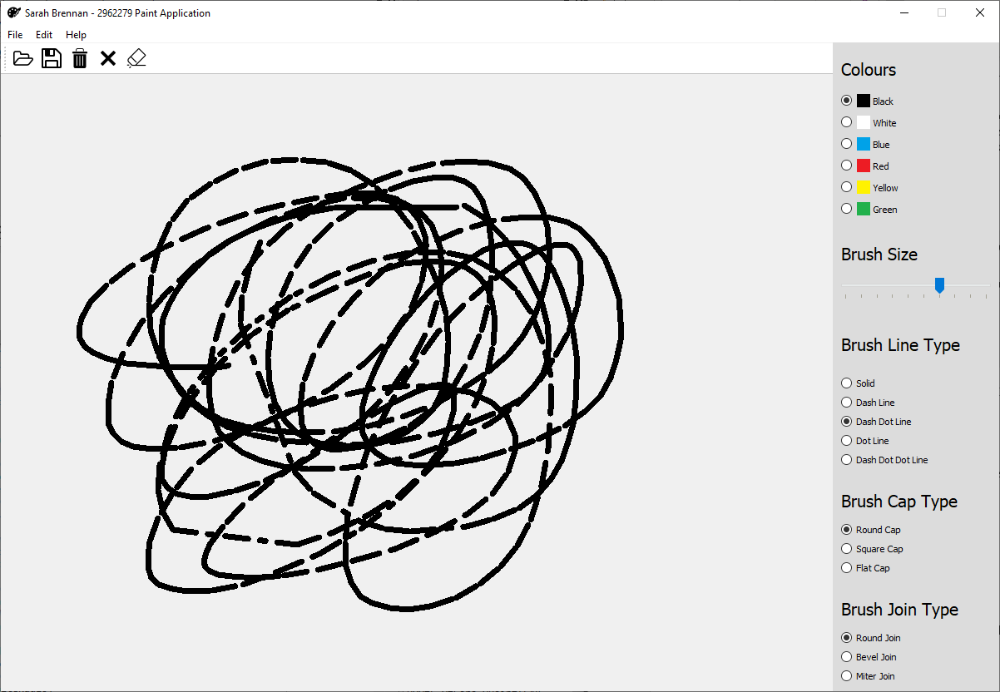 Sarah Brennan - 2962279 Paint Application
File Edit Help
Colours
Black
White
Blue
Red
Yellow
Green
Brush Size
Brush Line Type
Solid
Dash Line
Dash Dot Line
Dot Line
Dash Dot Dot Line
Brush Cap Type
Round Cap
Square Cap
Flat Cap
Brush Join Type
Round Join
Bevel Join
Miter Join